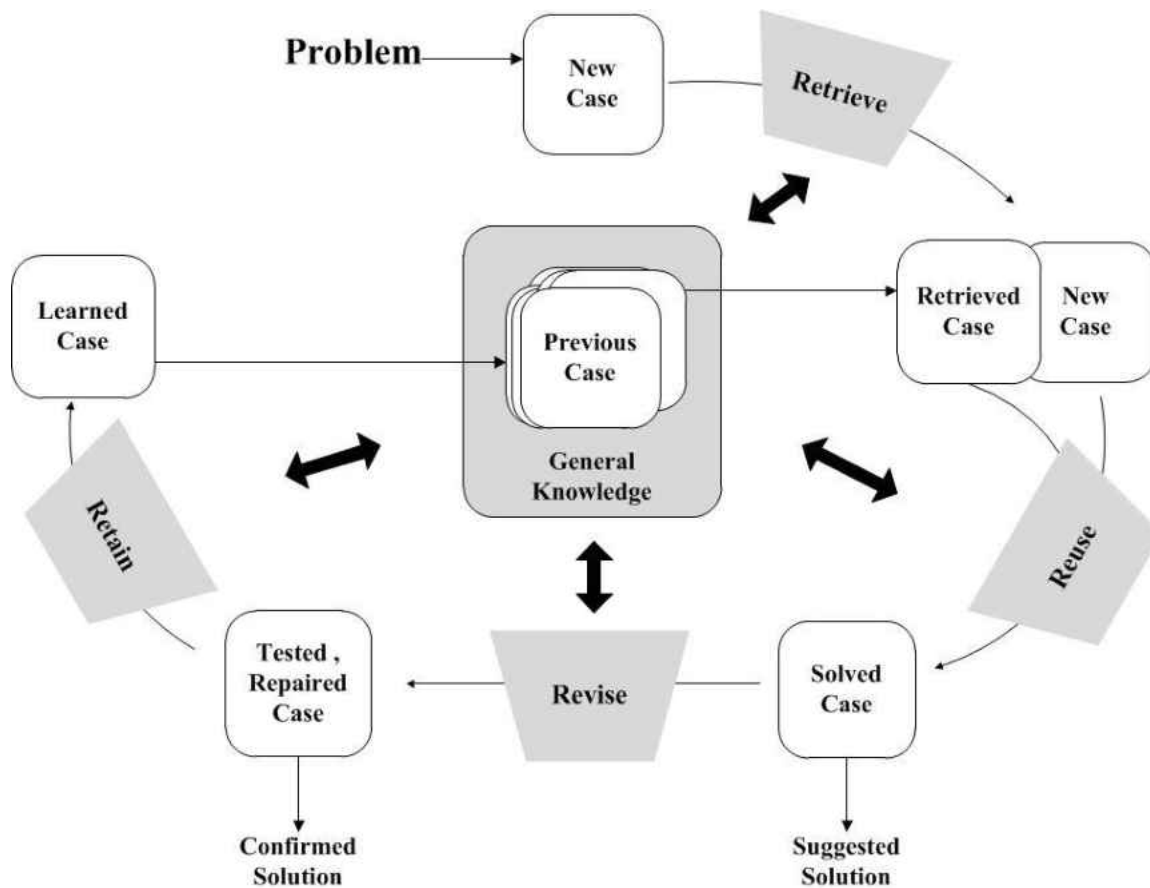 Problem
New
Case
Retrieve
Learned
Case
Previous
Case
General
Knowledge
Retrieved
Case
New
Case
Retain
Reuse
Tested ,
Repaired
Case
Revise
Solved
Case
Confirmed
Solution
Suggested
Solution